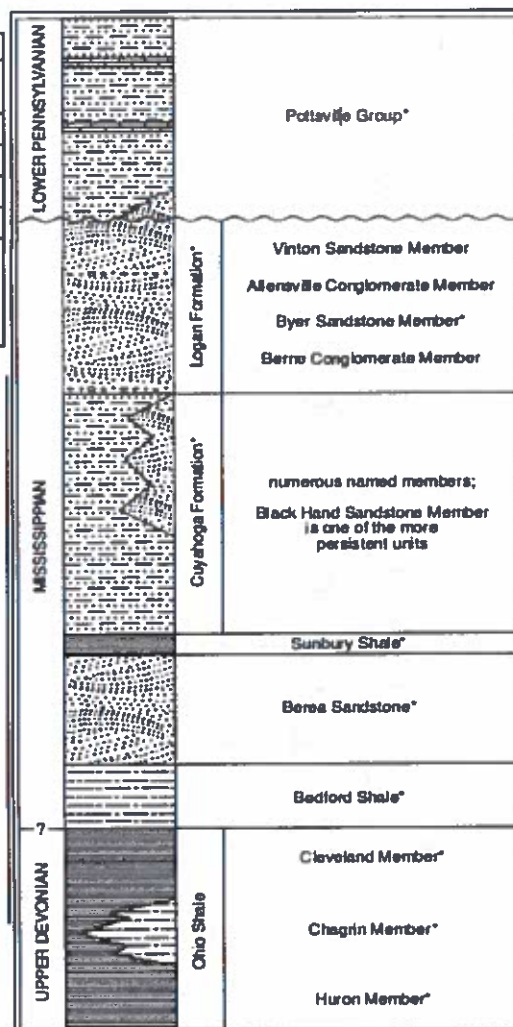 LOWER PENNSYLVANIAN
Pottsville Group*
Logan Formation*
Vinton Sandstone Member
Allensville Conglomerate Member
Byer Sandstone Member*
Berne Conglomerate Member
MISSISSIPPIAN
Cuyahoga Formation*
numerous named members;
Black Hand Sandstone Member
is one of the more
persistent units
Sunbury Shale*
Berea Sandstone*
Bedford Shale*
?
UPPER DEVONIAN
Ohio Shale
Cleveland Member*
Chagrin Member*
Huron Member*